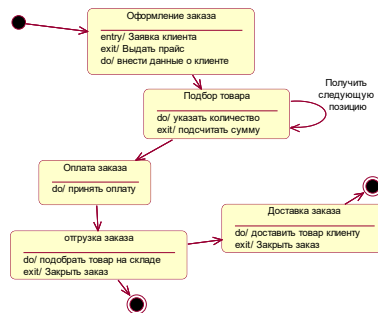 Оформление заказа
entry/ Заявка клиента
exit/ Выдать прайс
do/ внести данные о клиенте
Подбор товара
do/ указать количество
exit/ подсчитать сумму
Получить
следующую
позицию
Оплата заказа
do/ принять оплату
Доставка заказа
do/ доставить товар клиенту
exit/ Закрыть заказ
отгрузка заказа
do/ подобрать товар на складе
exit/ Закрыть заказ